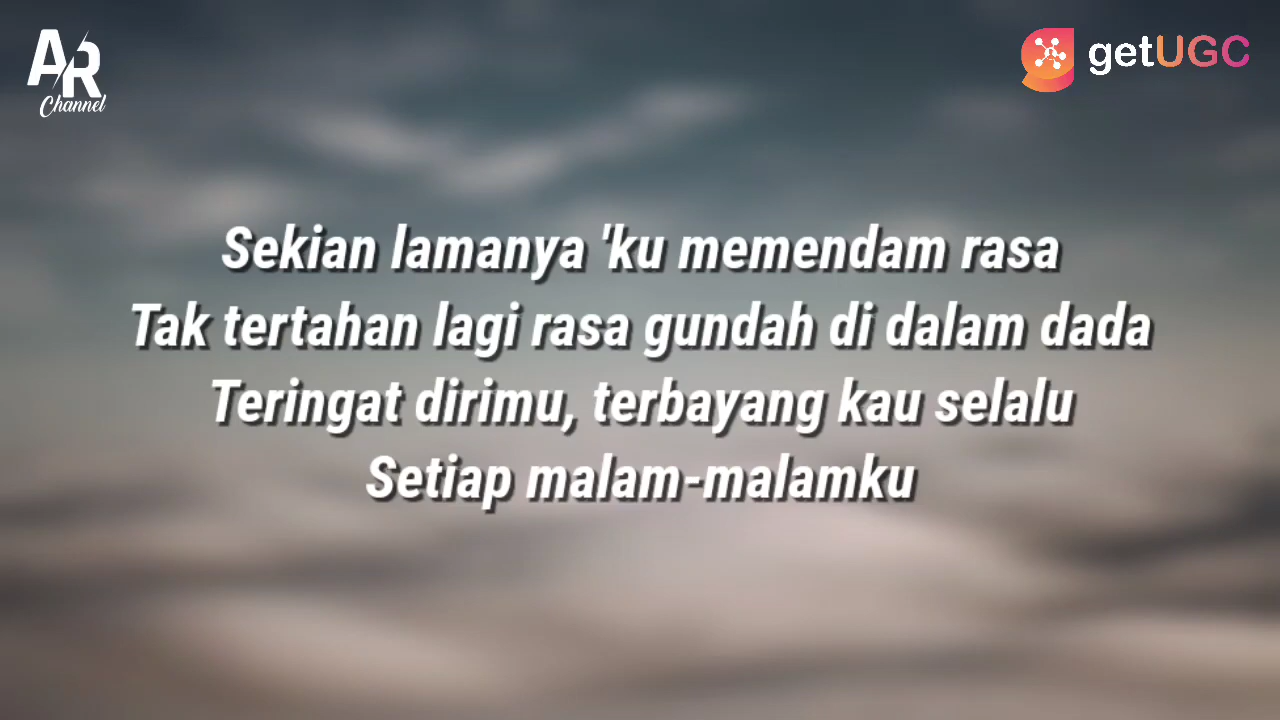 AR
Channel
getUGC
Sekian lamanya 'ku memendam rasa
Tak tertahan lagi rasa gundah di dalam dada
Teringat dirimu, terbayang kau selalu
Setiap malam-malamku